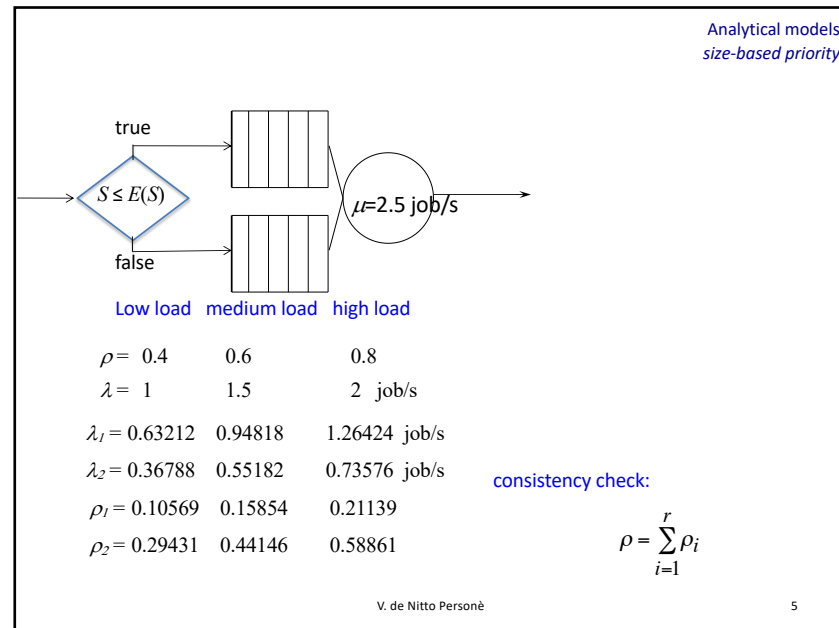 Analytical models
size-based priority
true
S ≤ E(S)
μ=2.5 job/s
false
Low load medium load high load
ρ = 0.4 0.6 0.8
λ = 1 1.5 2 job/s
λ₁ = 0.63212 0.94818 1.26424 job/s
λ₂ = 0.36788 0.55182 0.73576 job/s
consistency check:
ρ₁ = 0.10569 0.15854 0.21139
ρ₂ = 0.29431 0.44146 0.58861
r
ρ = ∑ ρᵢ
i=1
V. de Nitto Personè 5